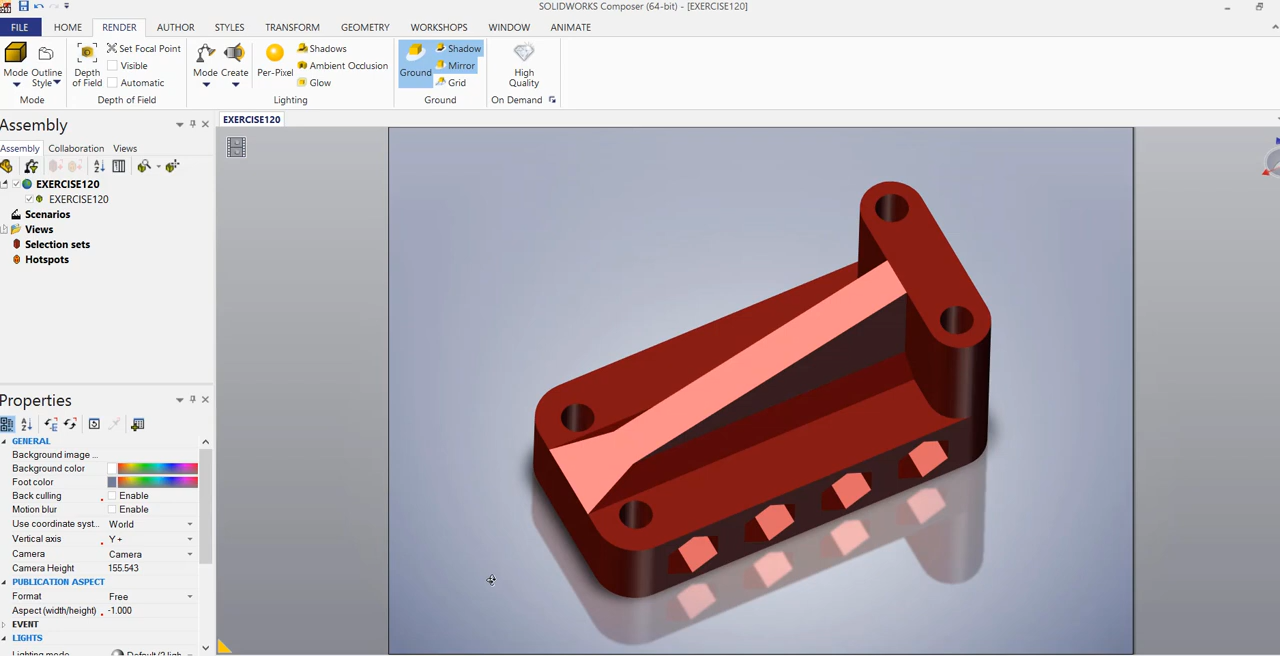 SOLIDWORKS Composer (64-bit) - [EXERCISE120]
FILE HOME RENDER AUTHOR STYLES TRANSFORM GEOMETRY WORKSHOPS WINDOW ANIMATE
Mode
Outline
Style
Mode
Depth
of Field
Set Focal Point
Visible
Automatic
Depth of Field
Mode
Create
Per-Pixel
Shadows
Ambient Occlusion
Glow
Lighting
Ground
Shadow
Mirror
Grid
Ground
High
Quality
On Demand
Assembly
EXERCISE120
Assembly Collaboration Views
EXERCISE120
EXERCISE120
Scenarios
Views
Selection sets
Hotspots
Properties
GENERAL
Background image ...
Background color
Foot color
Back culling Enable
Motion blur Enable
Use coordinate syst... World
Vertical axis Y +
Camera Camera
Camera Height 155.543
PUBLICATION ASPECT
Format Free
Aspect (width/height) -1.000
EVENT
LIGHTS